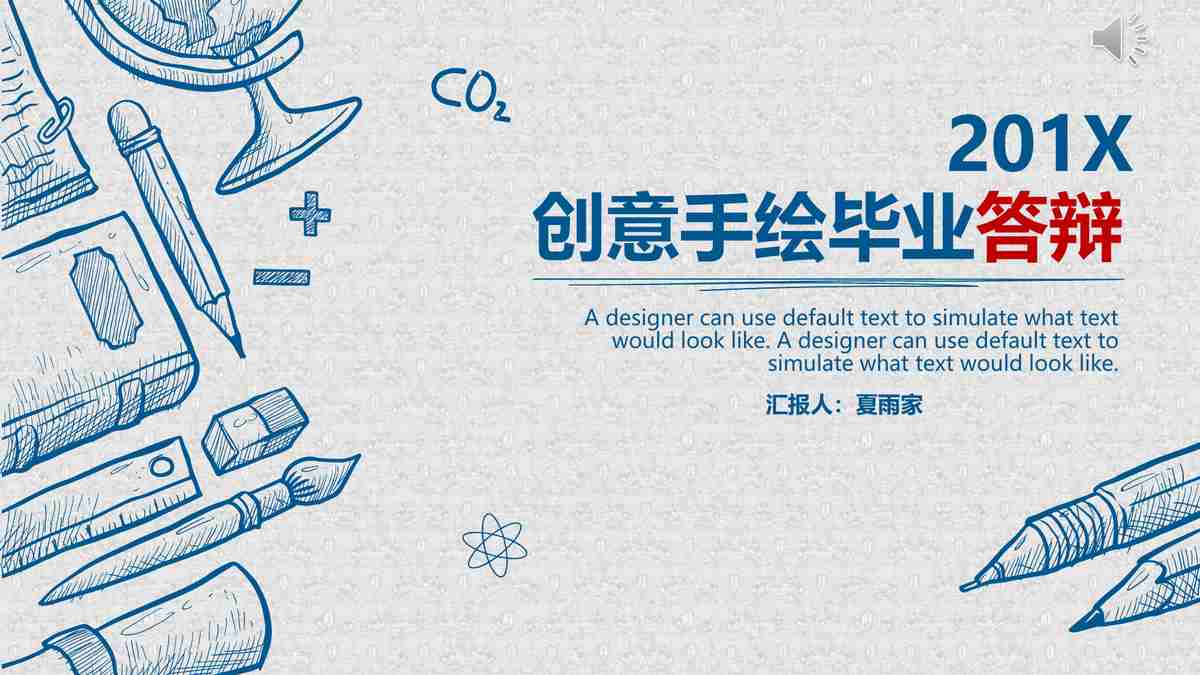 CO₂
201X
创意手绘毕业答辩
A designer can use default text to simulate what text
would look like. A designer can use default text to
simulate what text would look like.
汇报人：夏雨家